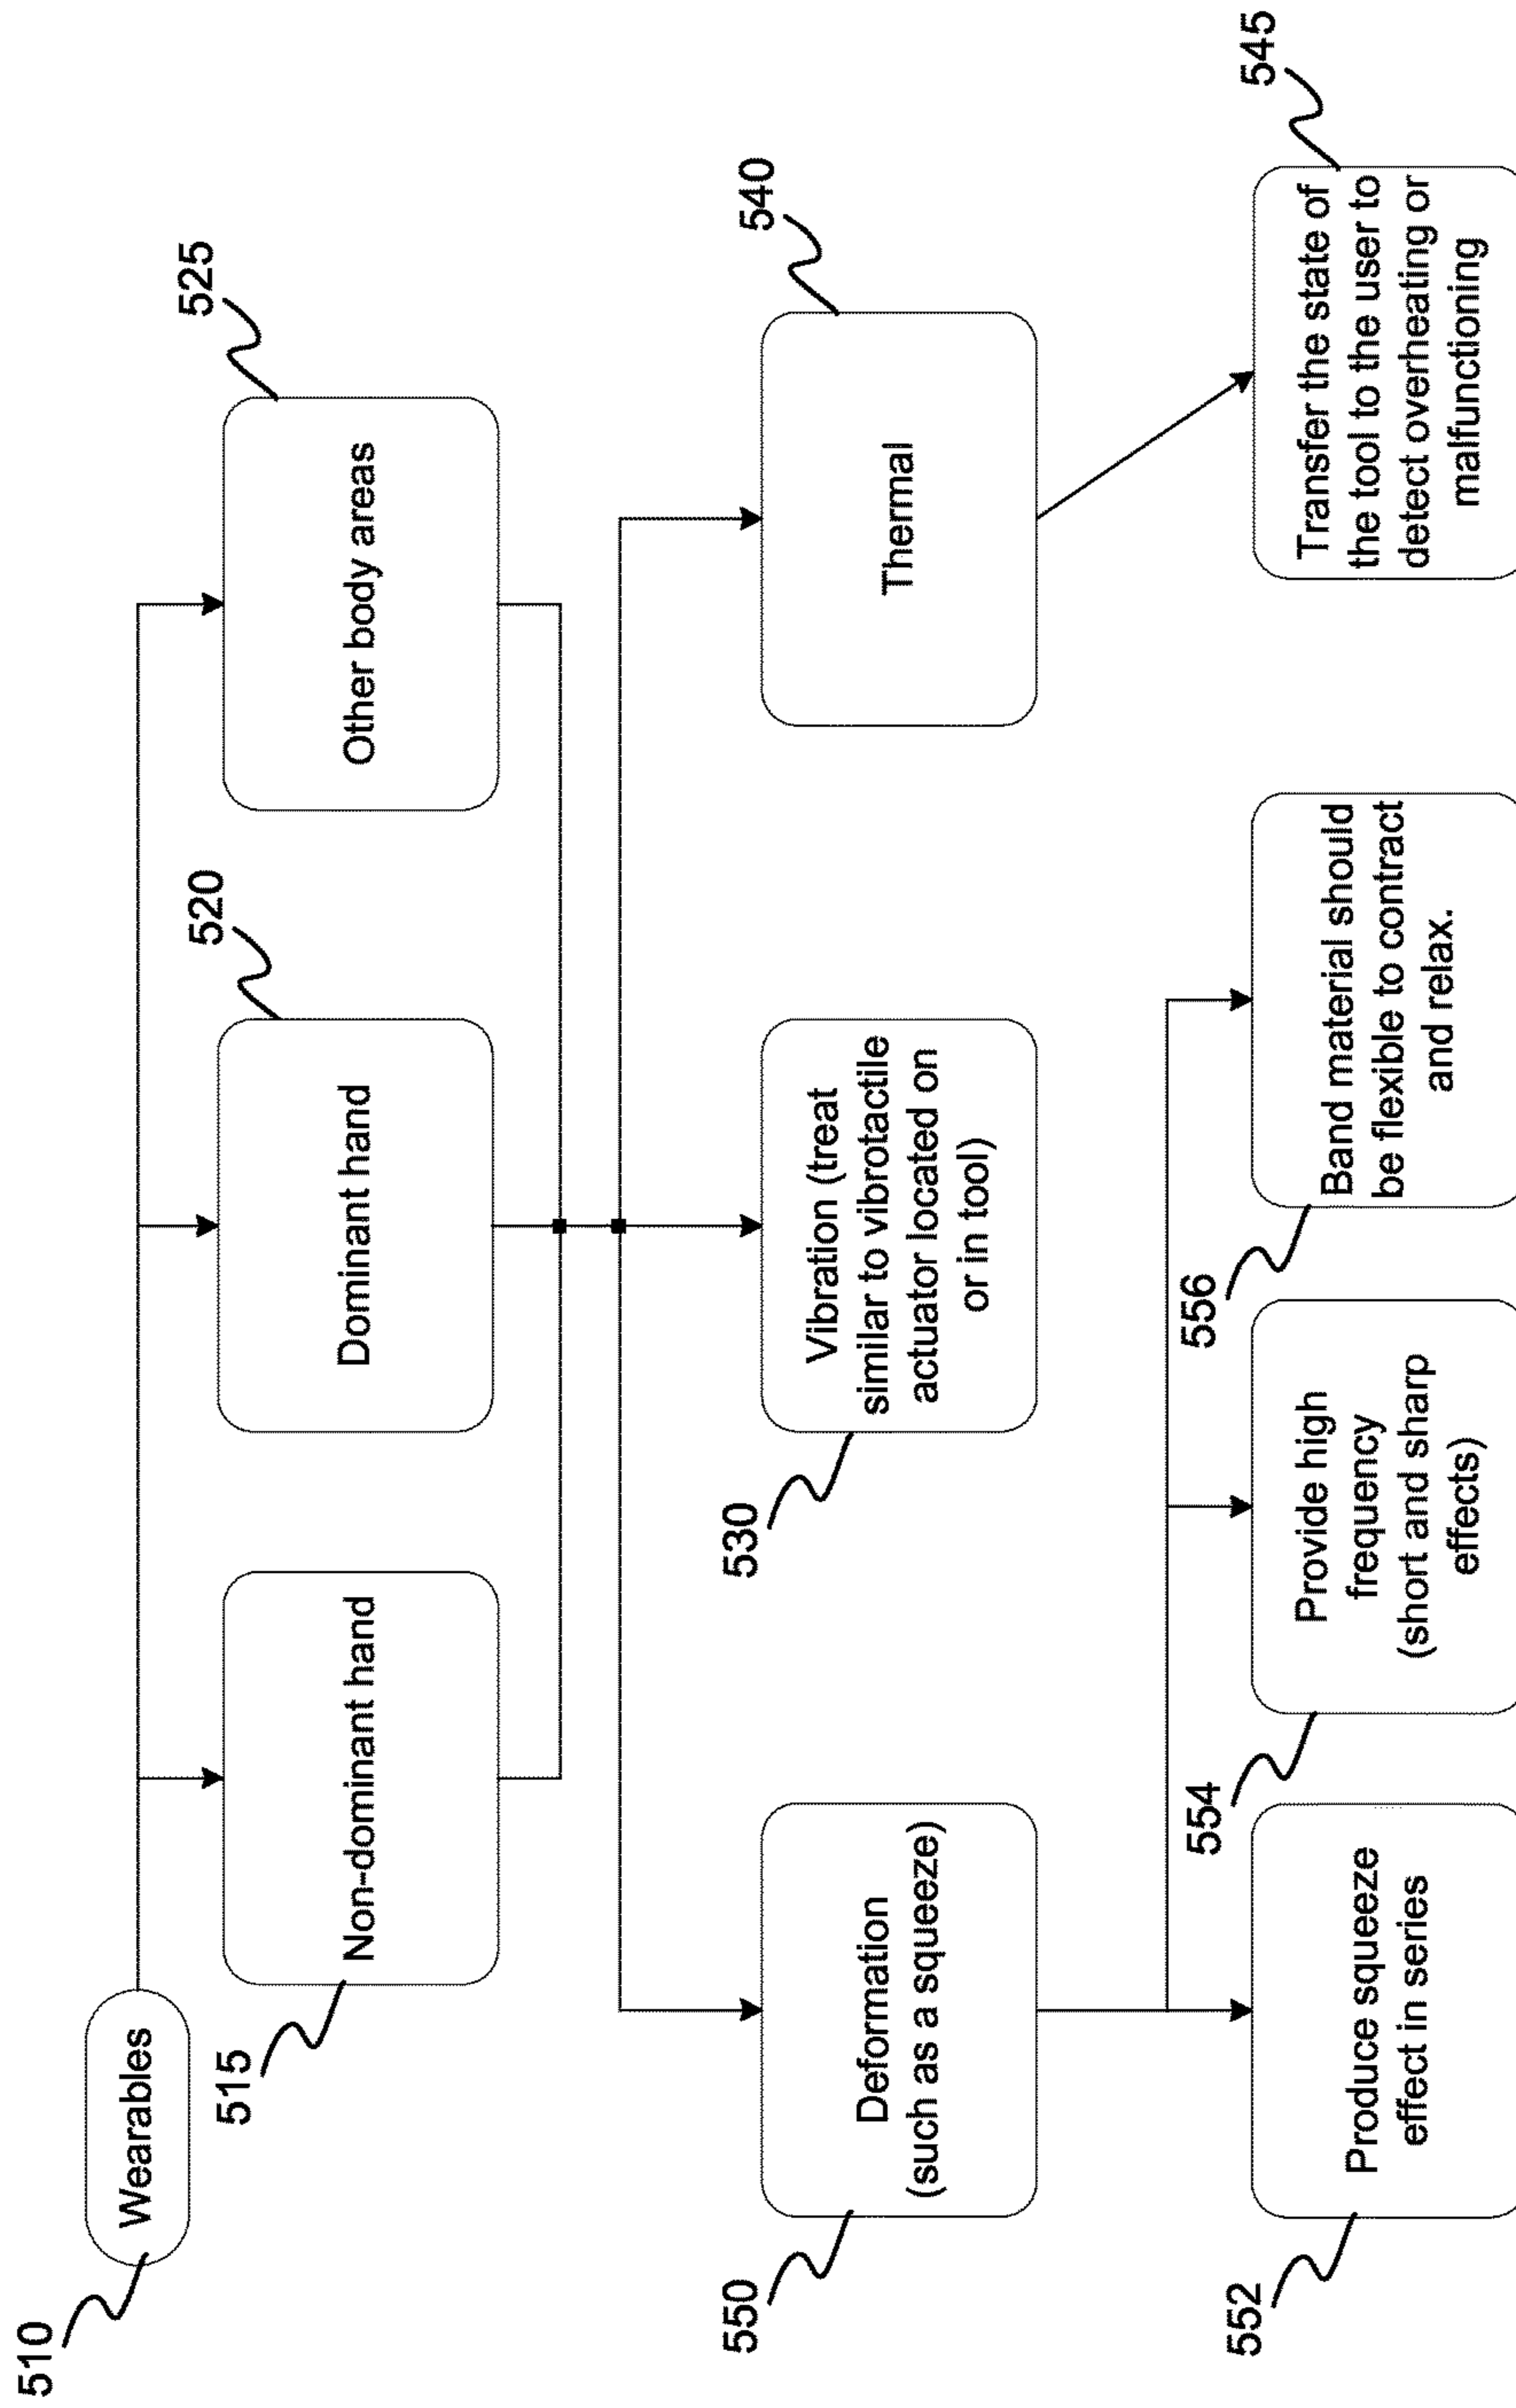 510
Wearables
515
Non-dominant hand
520
Dominant hand
525
Other body areas
550
Deformation
(such as a squeeze)
530
Vibration (treat
similar to vibrotactile
actuator located on
or in tool)
540
Thermal
552
Produce squeeze
effect in series
554
Provide high
frequency
(short and sharp
effects)
556
Band material should
be flexible to contract
and relax.
545
Transfer the state of
the tool to the user to
detect overheating or
malfunctioning